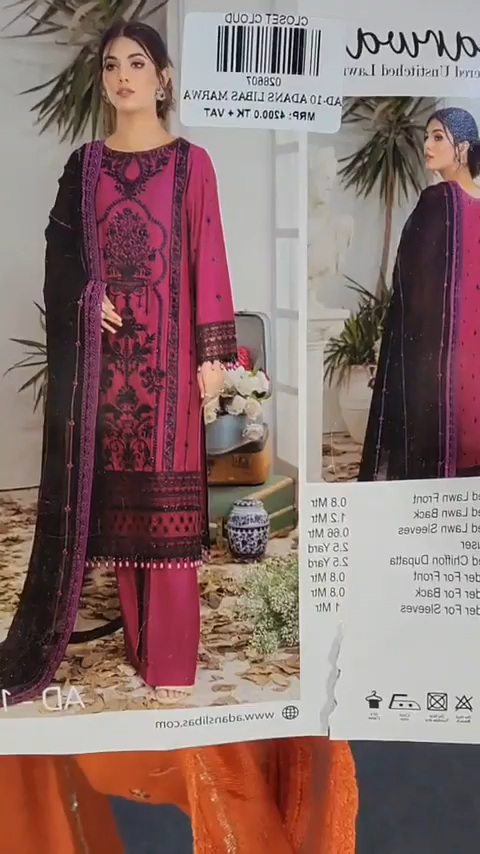 CLOSET CLOUD
028607
AD-10 ADANS LIBAS MARWA
MRP: 4200.0 TK + VAT
arwa
ered Unstitched Lawn
ed Lawn Front 0.8 Mtr
ed Lawn Back 1.2 Mtr
ed Lawn Sleeves 0.66 Mtr
user 2.5 Yard
ed Chiffon Dupatta 2.5 Yard
der For Front 0.8 Mtr
der For Back 0.8 Mtr
der For Sleeves 1 Mtr
AD-1
www.adanslibas.com